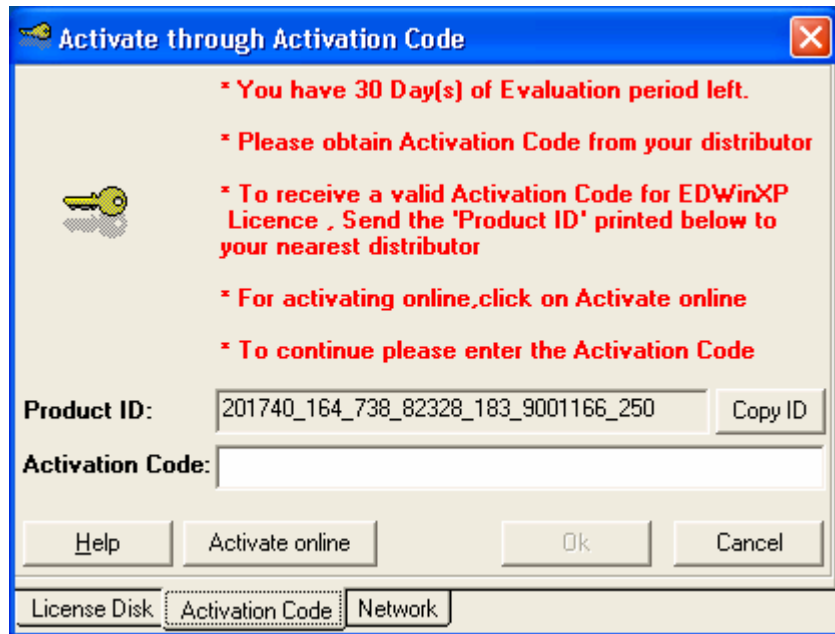 Activate through Activation Code
* You have 30 Day(s) of Evaluation period left.
* Please obtain Activation Code from your distributor
* To receive a valid Activation Code for EDWinXP
Licence , Send the 'Product ID' printed below to
your nearest distributor
* For activating online,click on Activate online
* To continue please enter the Activation Code
Product ID: 201740_164_738_82328_183_9001166_250 Copy ID
Activation Code:
Help Activate online Ok Cancel
License Disk Activation Code Network